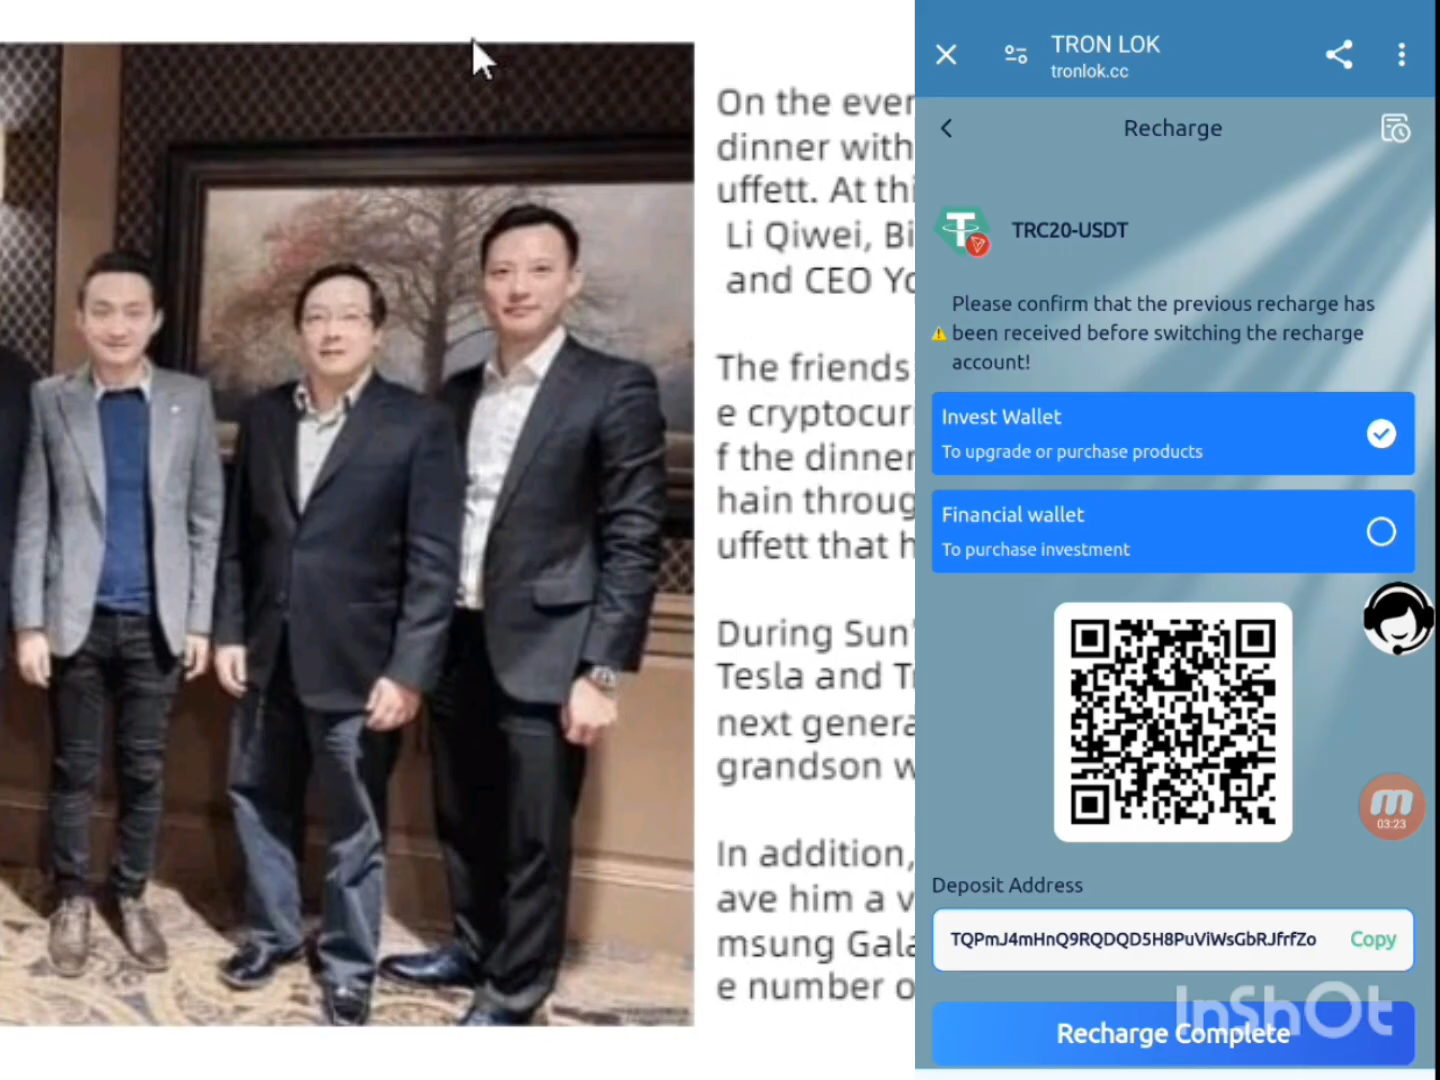 On the ever
dinner with
uffett. At thi
Li Qiwei, Bi
and CEO Yo
The friends
e cryptocur
f the dinner
hain throug
uffett that h
During Sun'
Tesla and Tr
next genera
grandson w
In addition,
ave him a v
msung Gala
e number o
TRON LOK
tronlok.cc
Recharge
TRC20-USDT
Please confirm that the previous recharge has
been received before switching the recharge
account!
Invest Wallet
To upgrade or purchase products
Financial wallet
To purchase investment
03:23
Deposit Address
TQPmJ4mHnQ9RQDQD5H8PuViWsGbRJfrfZo
Copy
Recharge Complete
InShOt